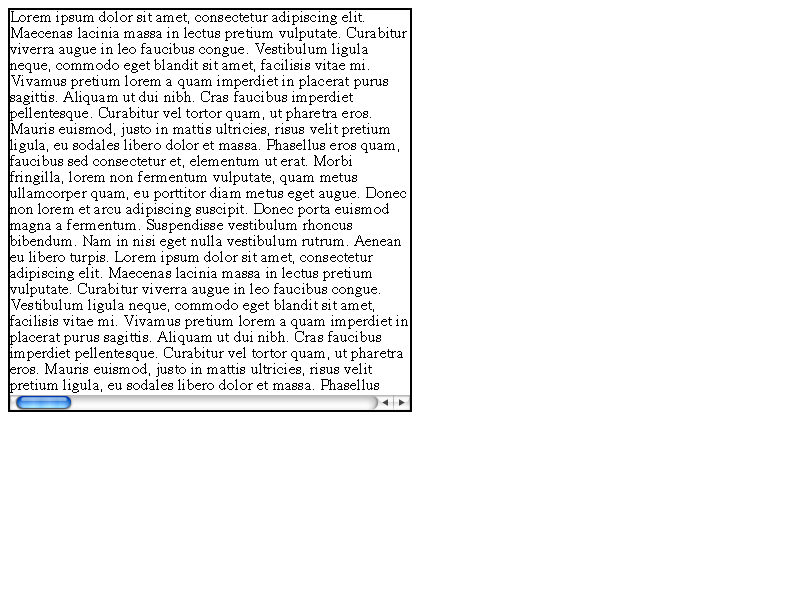 Lorem ipsum dolor sit amet, consectetur adipiscing elit.
Maecenas lacinia massa in lectus pretium vulputate. Curabitur
viverra augue in leo faucibus congue. Vestibulum ligula
neque, commodo eget blandit sit amet, facilisis vitae mi.
Vivamus pretium lorem a quam imperdiet in placerat purus
sagittis. Aliquam ut dui nibh. Cras faucibus imperdiet
pellentesque. Curabitur vel tortor quam, ut pharetra eros.
Mauris euismod, justo in mattis ultricies, risus velit pretium
ligula, eu sodales libero dolor et massa. Phasellus eros quam,
faucibus sed consectetur et, elementum ut erat. Morbi
fringilla, lorem non fermentum vulputate, quam metus
ullamcorper quam, eu porttitor diam metus eget augue. Donec
non lorem et arcu adipiscing suscipit. Donec porta euismod
magna a fermentum. Suspendisse vestibulum rhoncus
bibendum. Nam in nisi eget nulla vestibulum rutrum. Aenean
eu libero turpis. Lorem ipsum dolor sit amet, consectetur
adipiscing elit. Maecenas lacinia massa in lectus pretium
vulputate. Curabitur viverra augue in leo faucibus congue.
Vestibulum ligula neque, commodo eget blandit sit amet,
facilisis vitae mi. Vivamus pretium lorem a quam imperdiet in
placerat purus sagittis. Aliquam ut dui nibh. Cras faucibus
imperdiet pellentesque. Curabitur vel tortor quam, ut pharetra
eros. Mauris euismod, justo in mattis ultricies, risus velit
pretium ligula, eu sodales libero dolor et massa. Phasellus